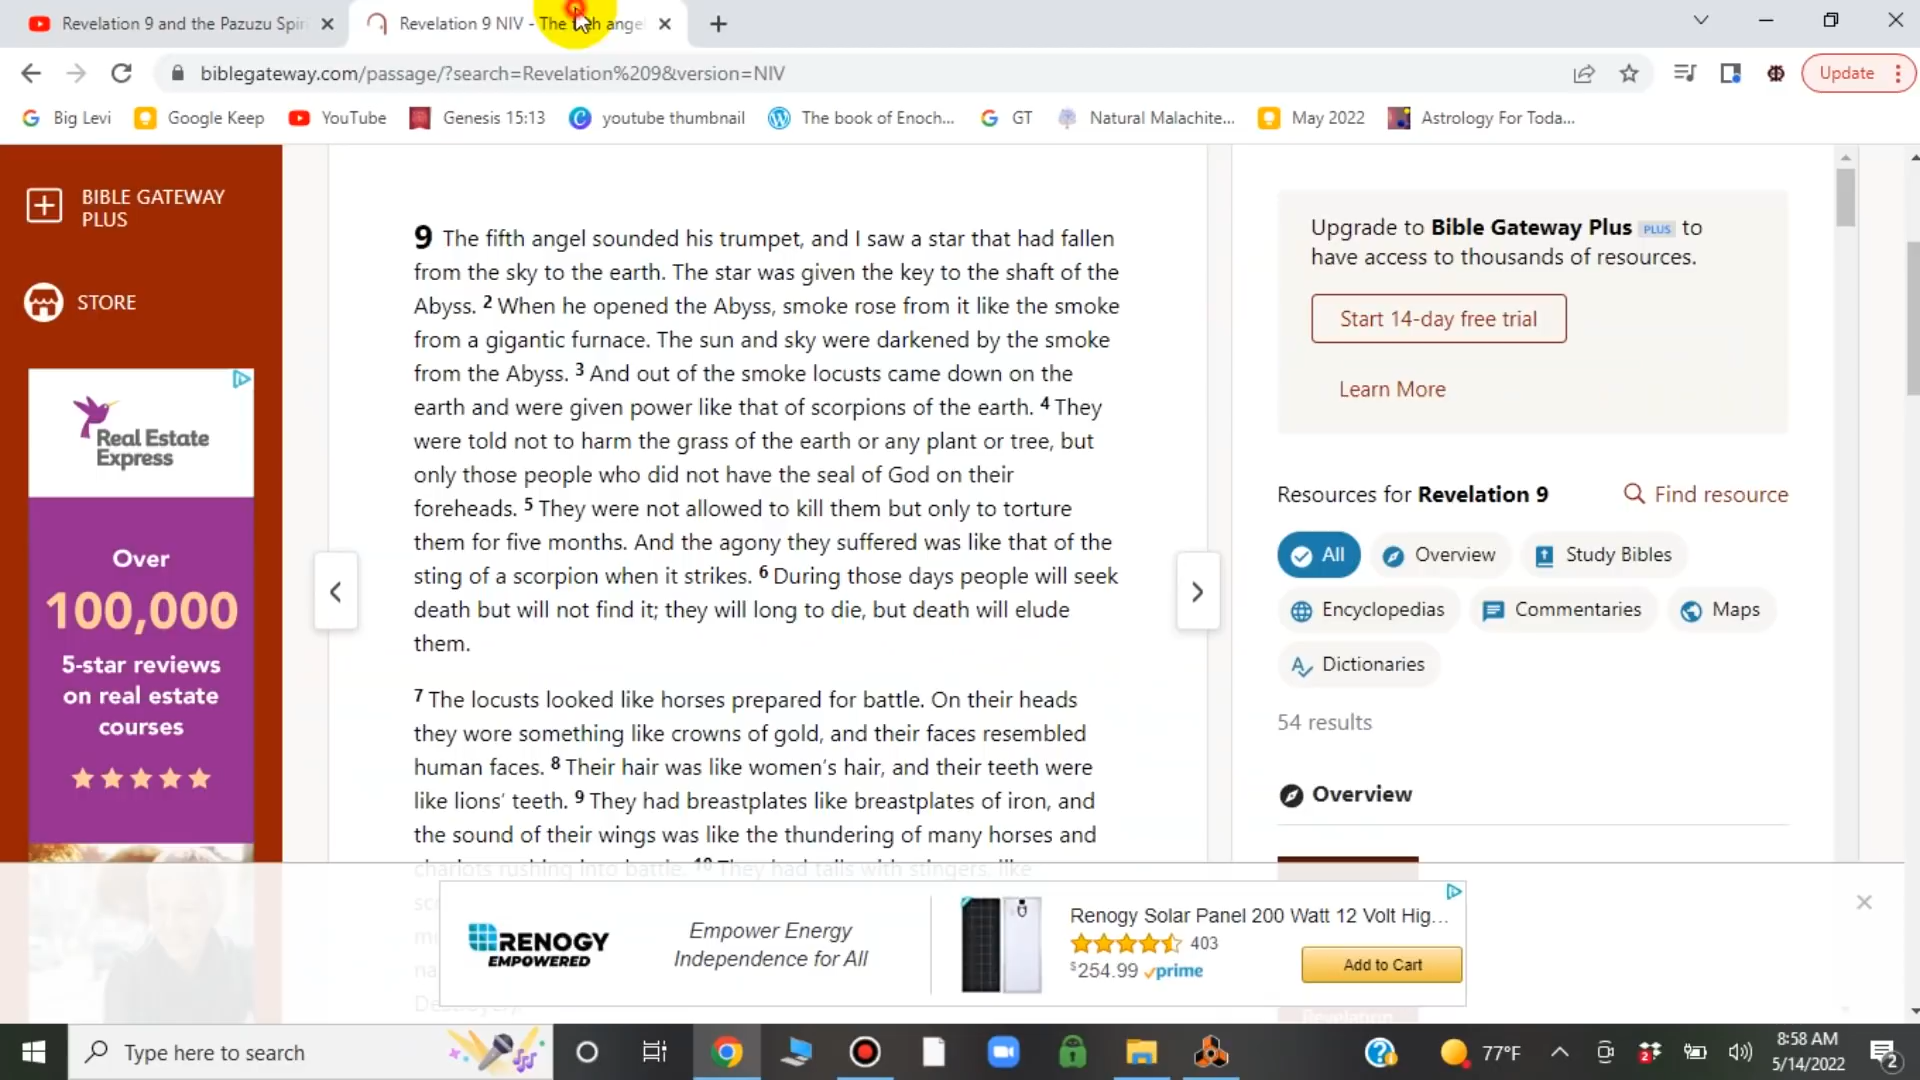 Revelation 9 and the Pazuzu Spiri
Revelation 9 NIV - The fifth ange
biblegateway.com/passage/?search=Revelation%209&version=NIV
Update
Big Levi
Google Keep
YouTube
Genesis 15:13
youtube thumbnail
The book of Enoch...
GT
Natural Malachite...
May 2022
Astrology For Toda...
BIBLE GATEWAY
PLUS
STORE
Real Estate
Express
Over
100,000
5-star reviews
on real estate
courses
9 The fifth angel sounded his trumpet, and I saw a star that had fallen
from the sky to the earth. The star was given the key to the shaft of the
Abyss. 2 When he opened the Abyss, smoke rose from it like the smoke
from a gigantic furnace. The sun and sky were darkened by the smoke
from the Abyss. 3 And out of the smoke locusts came down on the
earth and were given power like that of scorpions of the earth. 4 They
were told not to harm the grass of the earth or any plant or tree, but
only those people who did not have the seal of God on their
foreheads. 5 They were not allowed to kill them but only to torture
them for five months. And the agony they suffered was like that of the
sting of a scorpion when it strikes. 6 During those days people will seek
death but will not find it; they will long to die, but death will elude
them.
7 The locusts looked like horses prepared for battle. On their heads
they wore something like crowns of gold, and their faces resembled
human faces. 8 Their hair was like women's hair, and their teeth were
like lions' teeth. 9 They had breastplates like breastplates of iron, and
the sound of their wings was like the thundering of many horses and
chariots rushing into battle. 10 They had tails with stingers, like
Upgrade to Bible Gateway Plus PLUS to
have access to thousands of resources.
Start 14-day free trial
Learn More
Resources for Revelation 9
Find resource
All
Overview
Study Bibles
Encyclopedias
Commentaries
Maps
Dictionaries
54 results
Overview
RENOGY
EMPOWERED
Empower Energy
Independence for All
Renogy Solar Panel 200 Watt 12 Volt Hig...
403
$254.99 prime
Add to Cart
Type here to search
77°F
8:58 AM
5/14/2022
2